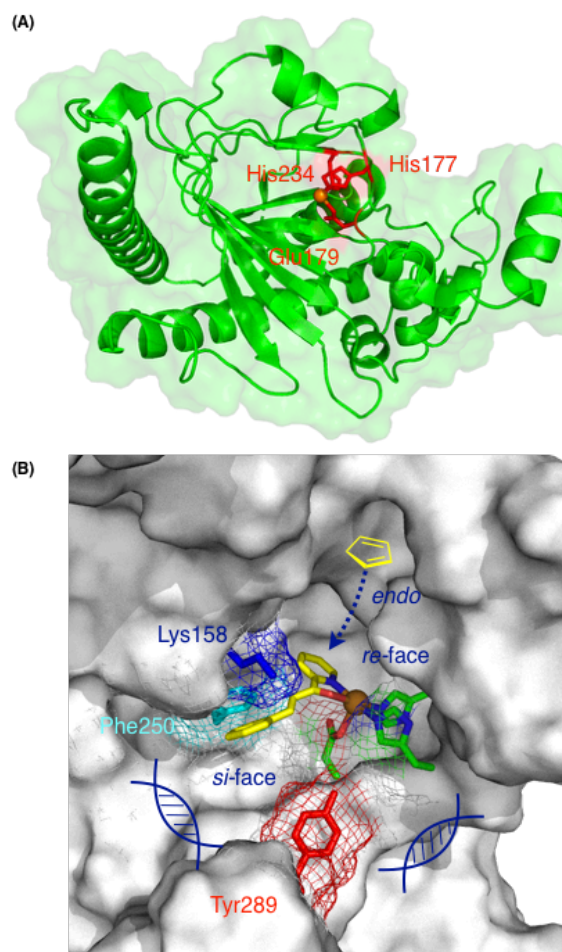 (A)
His234
His177
Glu179
(B)
endo
Lys158
re-face
Phe250
si-face
Tyr289